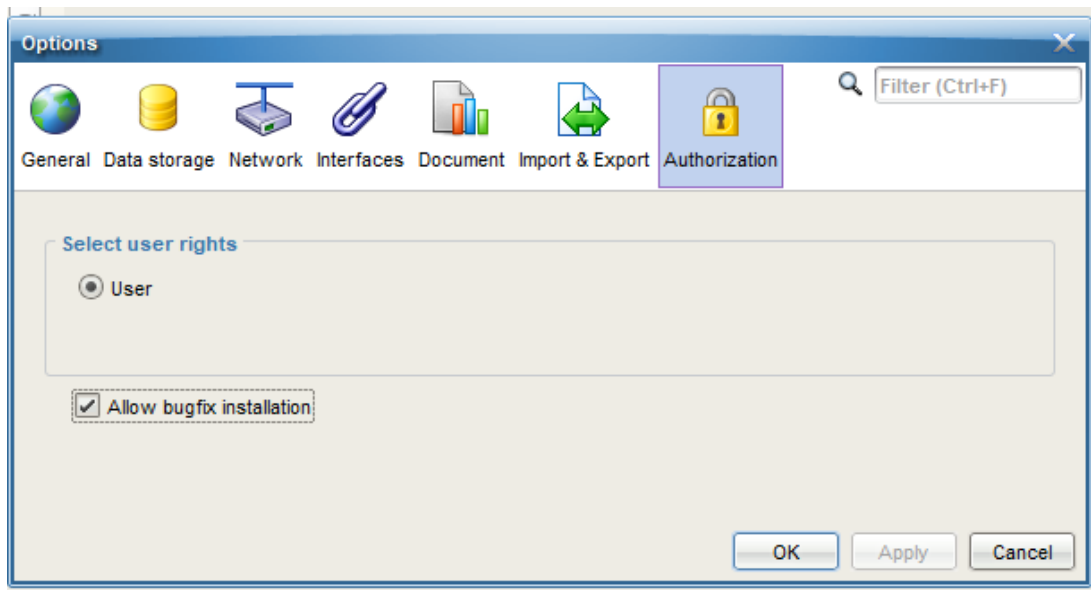 Options
Filter (Ctrl+F)
General Data storage Network Interfaces Document Import & Export Authorization
Select user rights
User
Allow bugfix installation
OK Apply Cancel